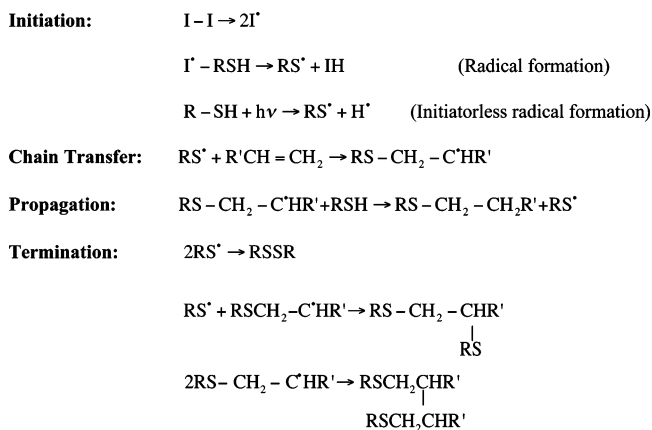 Initiation: I–I → 2I•
I• – RSH → RS• + IH (Radical formation)
R – SH + hν → RS• + H• (Initiatorless radical formation)
Chain Transfer: RS• + R'CH = CH₂ → RS – CH₂ – C•HR'
Propagation: RS – CH₂ – C•HR'+RSH → RS – CH₂ – CH₂R'+RS•
Termination: 2RS• → RSSR
RS• + RSCH₂–C•HR' → RS – CH₂ – CHR'
|
RS
2RS– CH₂ – C•HR' → RSCH₂CHR'
|
RSCH₂CHR'